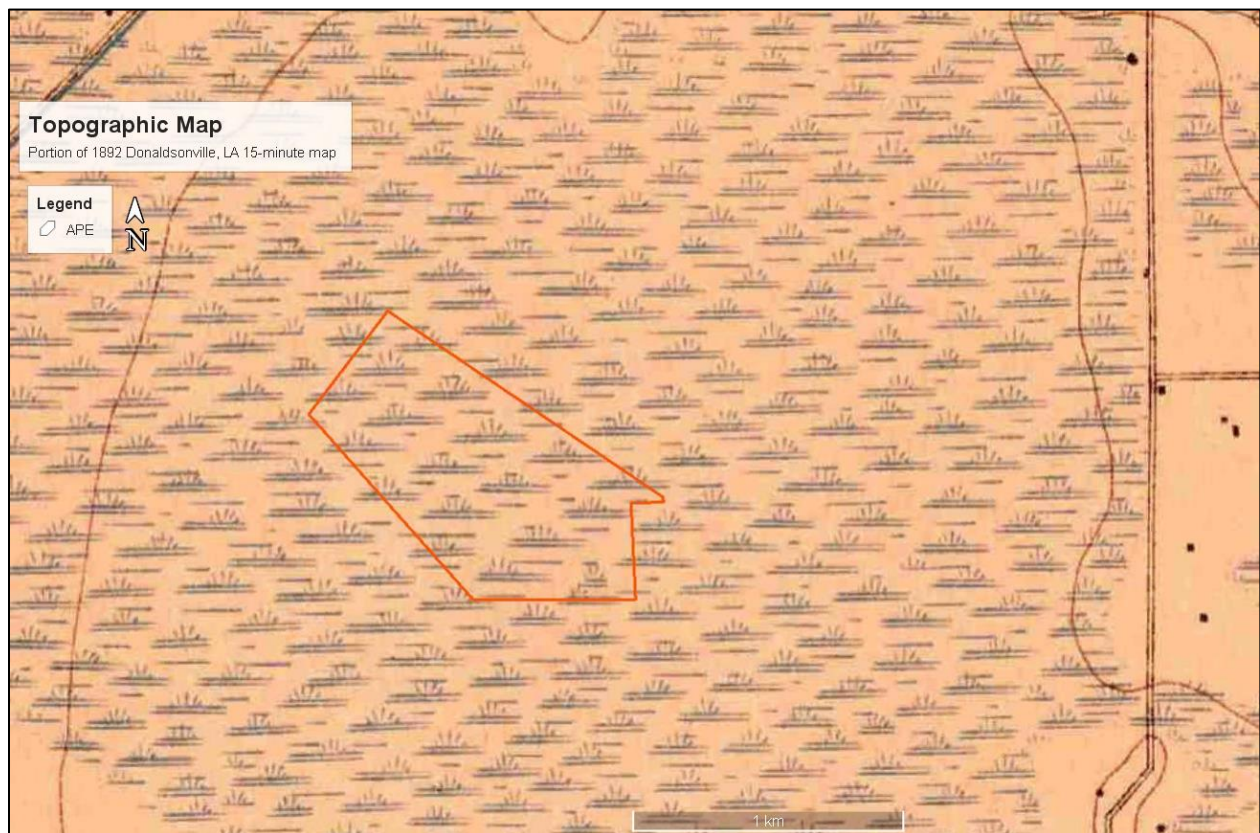 Topographic Map
Portion of 1892 Donaldsonville, LA 15-minute map
Legend
APE
N
1 km